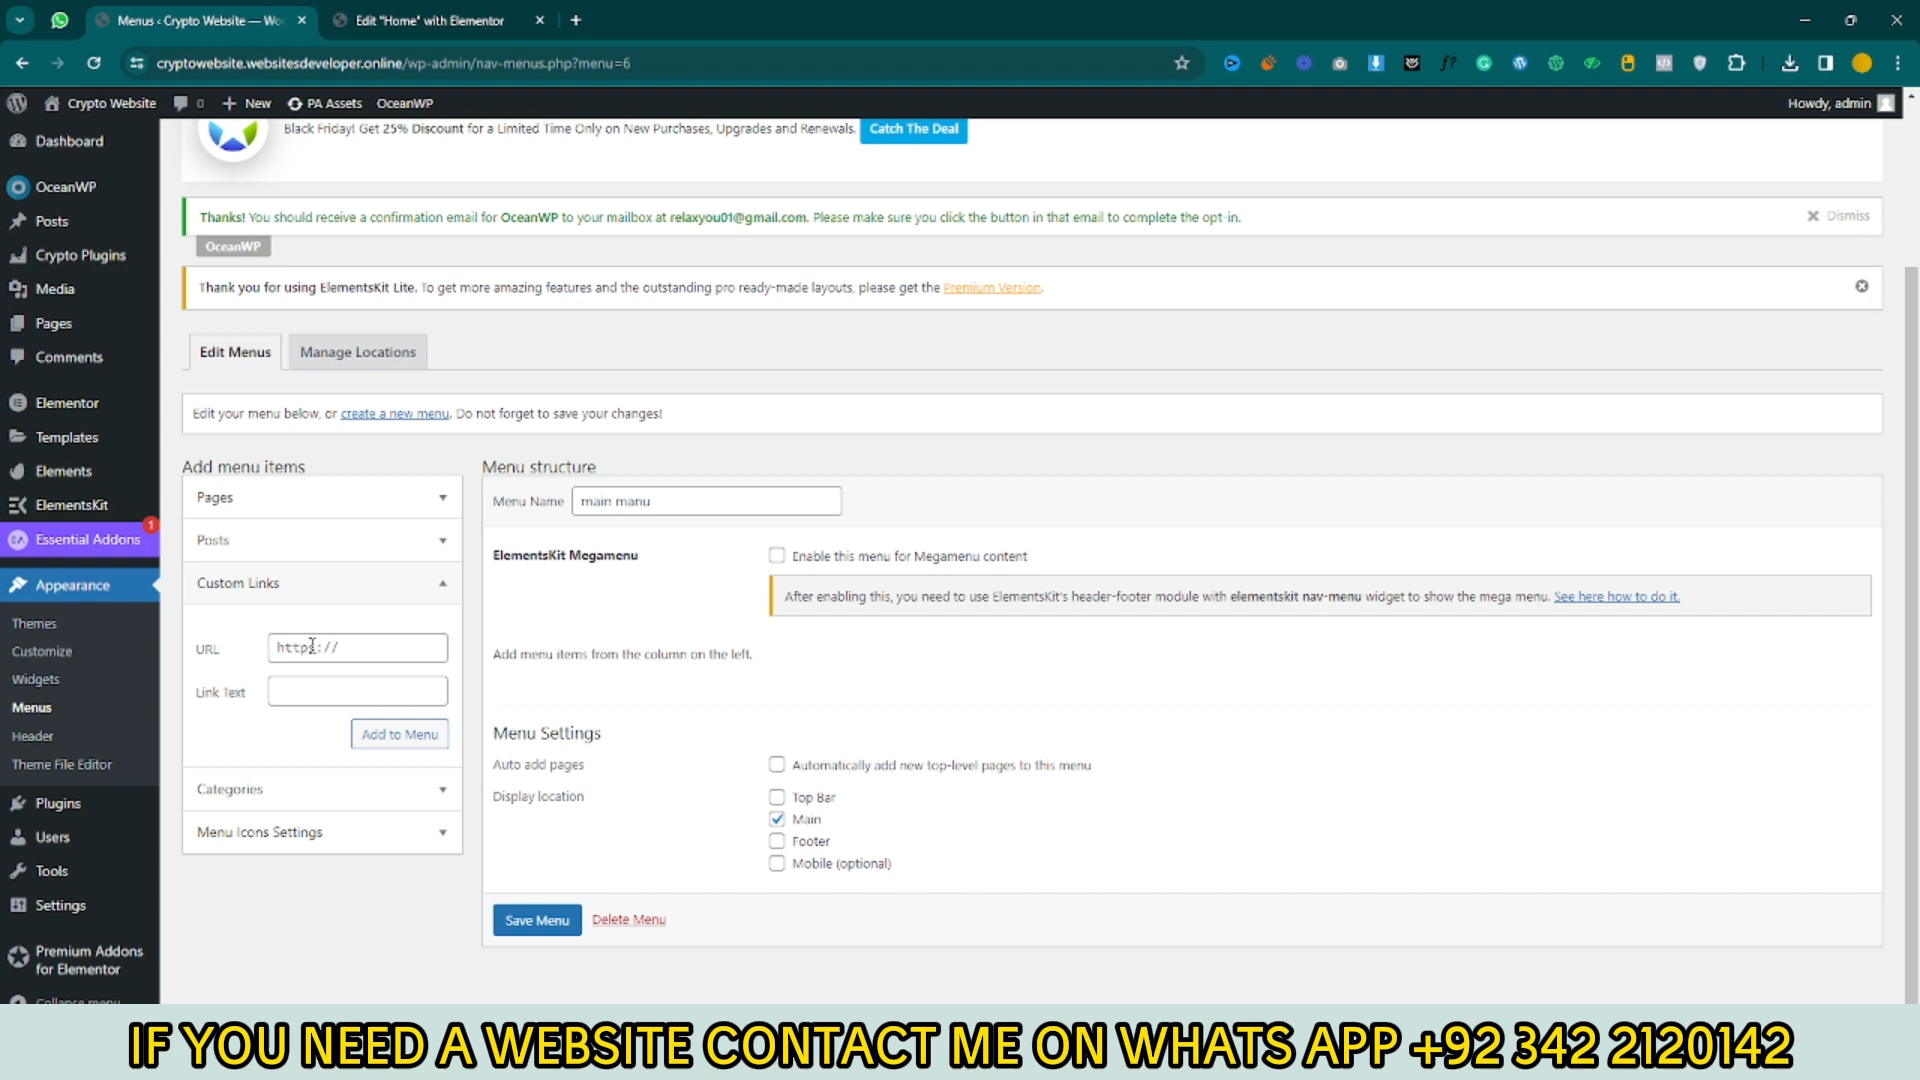 Menus ‹ Crypto Website — Wo
Edit "Home" with Elementor
cryptowebsite.websitesdeveloper.online/wp-admin/nav-menus.php?menu=6
Crypto Website
0
New
PA Assets
OceanWP
Howdy, admin
Dashboard
OceanWP
Posts
Crypto Plugins
Media
Pages
Comments
Elementor
Templates
Elements
ElementsKit
Essential Addons
1
Appearance
Themes
Customize
Widgets
Menus
Header
Theme File Editor
Plugins
Users
Tools
Settings
Premium Addons
for Elementor
Collapse menu
Black Friday! Get 25% Discount for a Limited Time Only on New Purchases, Upgrades and Renewals. Catch The Deal
Thanks! You should receive a confirmation email for OceanWP to your mailbox at relaxyou01@gmail.com. Please make sure you click the button in that email to complete the opt-in.
Dismiss
OceanWP
Thank you for using ElementsKit Lite. To get more amazing features and the outstanding pro ready-made layouts, please get the Premium Version.
Edit Menus
Manage Locations
Edit your menu below, or create a new menu. Do not forget to save your changes!
Add menu items
Pages
Posts
Custom Links
URL
https://
Link Text
Add to Menu
Categories
Menu Icons Settings
Menu structure
Menu Name
main manu
ElementsKit Megamenu
Enable this menu for Megamenu content
After enabling this, you need to use ElementsKit's header-footer module with elementskit nav-menu widget to show the mega menu. See here how to do it.
Add menu items from the column on the left.
Menu Settings
Auto add pages
Automatically add new top-level pages to this menu
Display location
Top Bar
Main
Footer
Mobile (optional)
Save Menu
Delete Menu
IF YOU NEED A WEBSITE CONTACT ME ON WHATS APP +92 342 2120142